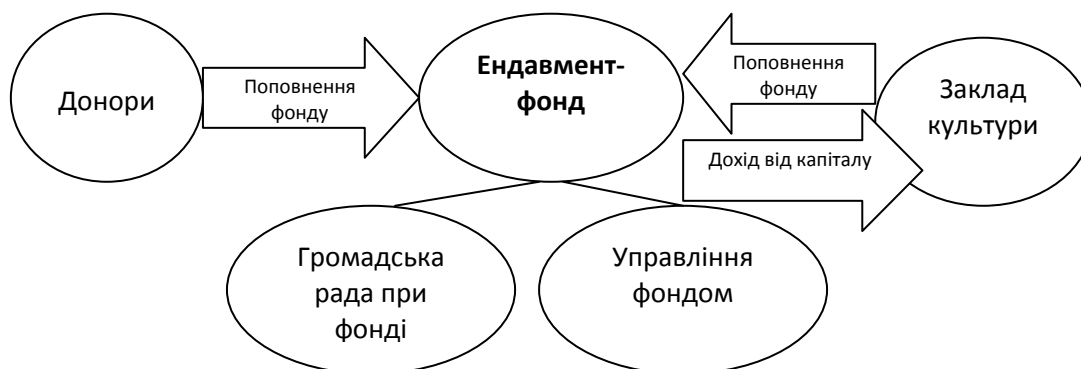 Донори
Поповнення
фонду
Ендавмент-
фонд
Поповнення
фонду
Дохід від капіталу
Заклад
культури
Громадська
рада при
фонді
Управління
фондом